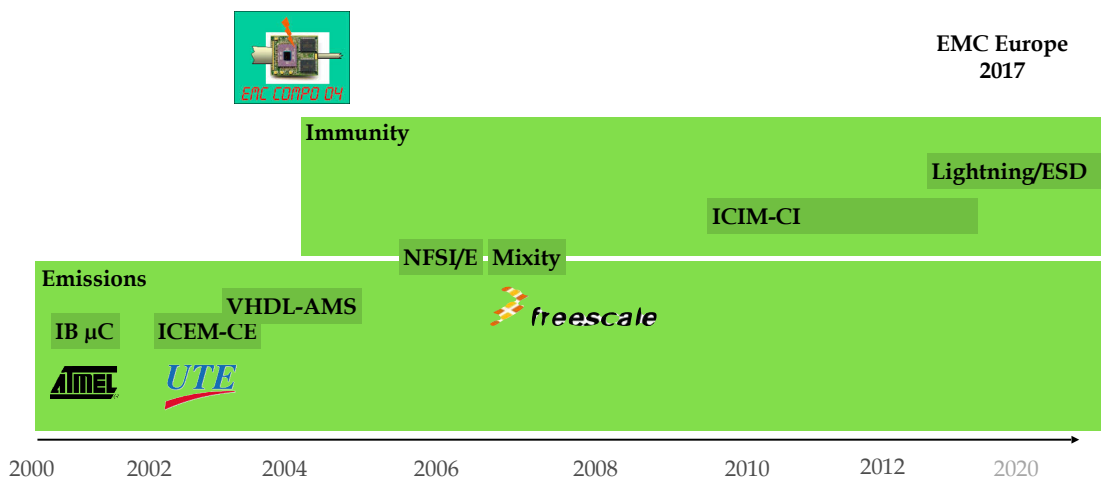 EMC COMPO 04
EMC Europe
2017
Immunity
Lightning/ESD
ICIM-CI
NFSI/E
Mixity
Emissions
VHDL-AMS
IB µC
ICEM-CE
freescale
ATMEL
UTE
2000
2002
2004
2006
2008
2010
2012
2020